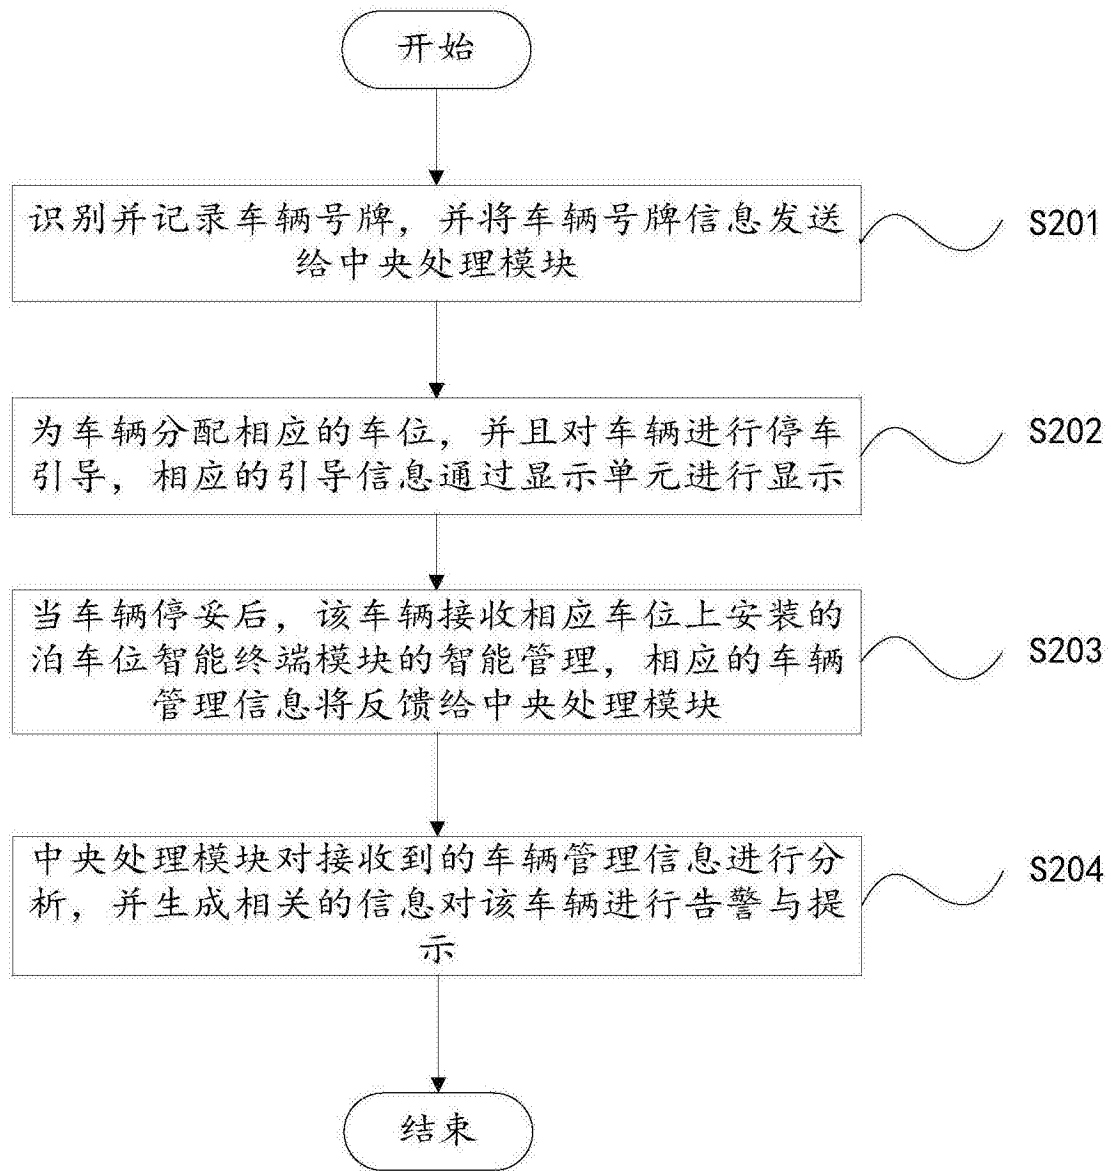 开始
识别并记录车辆号牌，并将车辆号牌信息发送
给中央处理模块
S201
为车辆分配相应的车位，并且对车辆进行停车
引导，相应的引导信息通过显示单元进行显示
S202
当车辆停妥后，该车辆接收相应车位上安装的
泊车位智能终端模块的智能管理，相应的车辆
管理信息将反馈给中央处理模块
S203
中央处理模块对接收到的车辆管理信息进行分
析，并生成相关的信息对该车辆进行告警与提
示
S204
结束